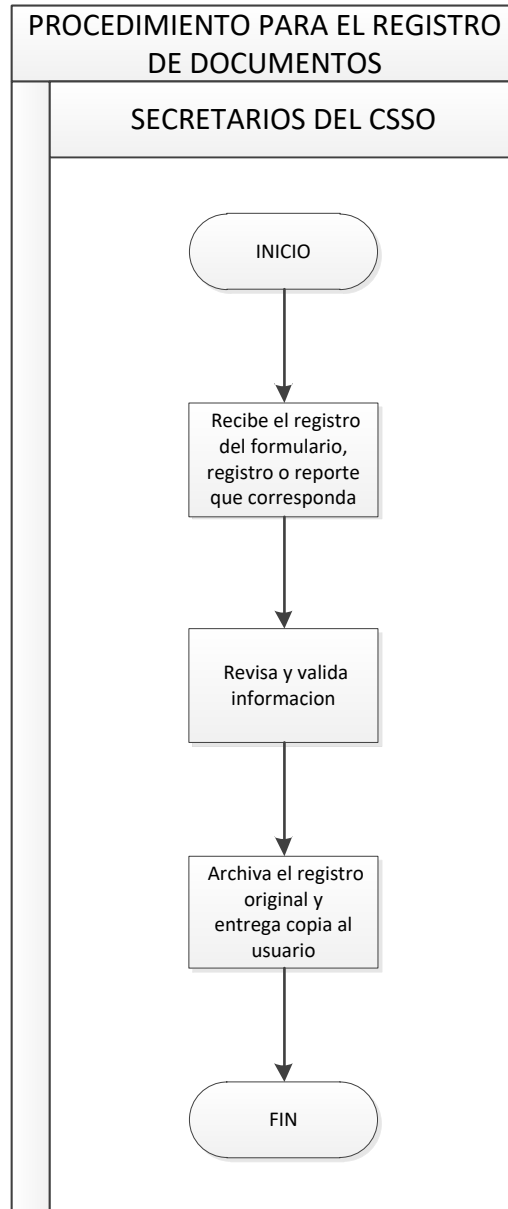 PROCEDIMIENTO PARA EL REGISTRO
DE DOCUMENTOS
SECRETARIOS DEL CSSO
INICIO
Recibe el registro
del formulario,
registro o reporte
que corresponda
Revisa y valida
informacion
Archiva el registro
original y
entrega copia al
usuario
FIN